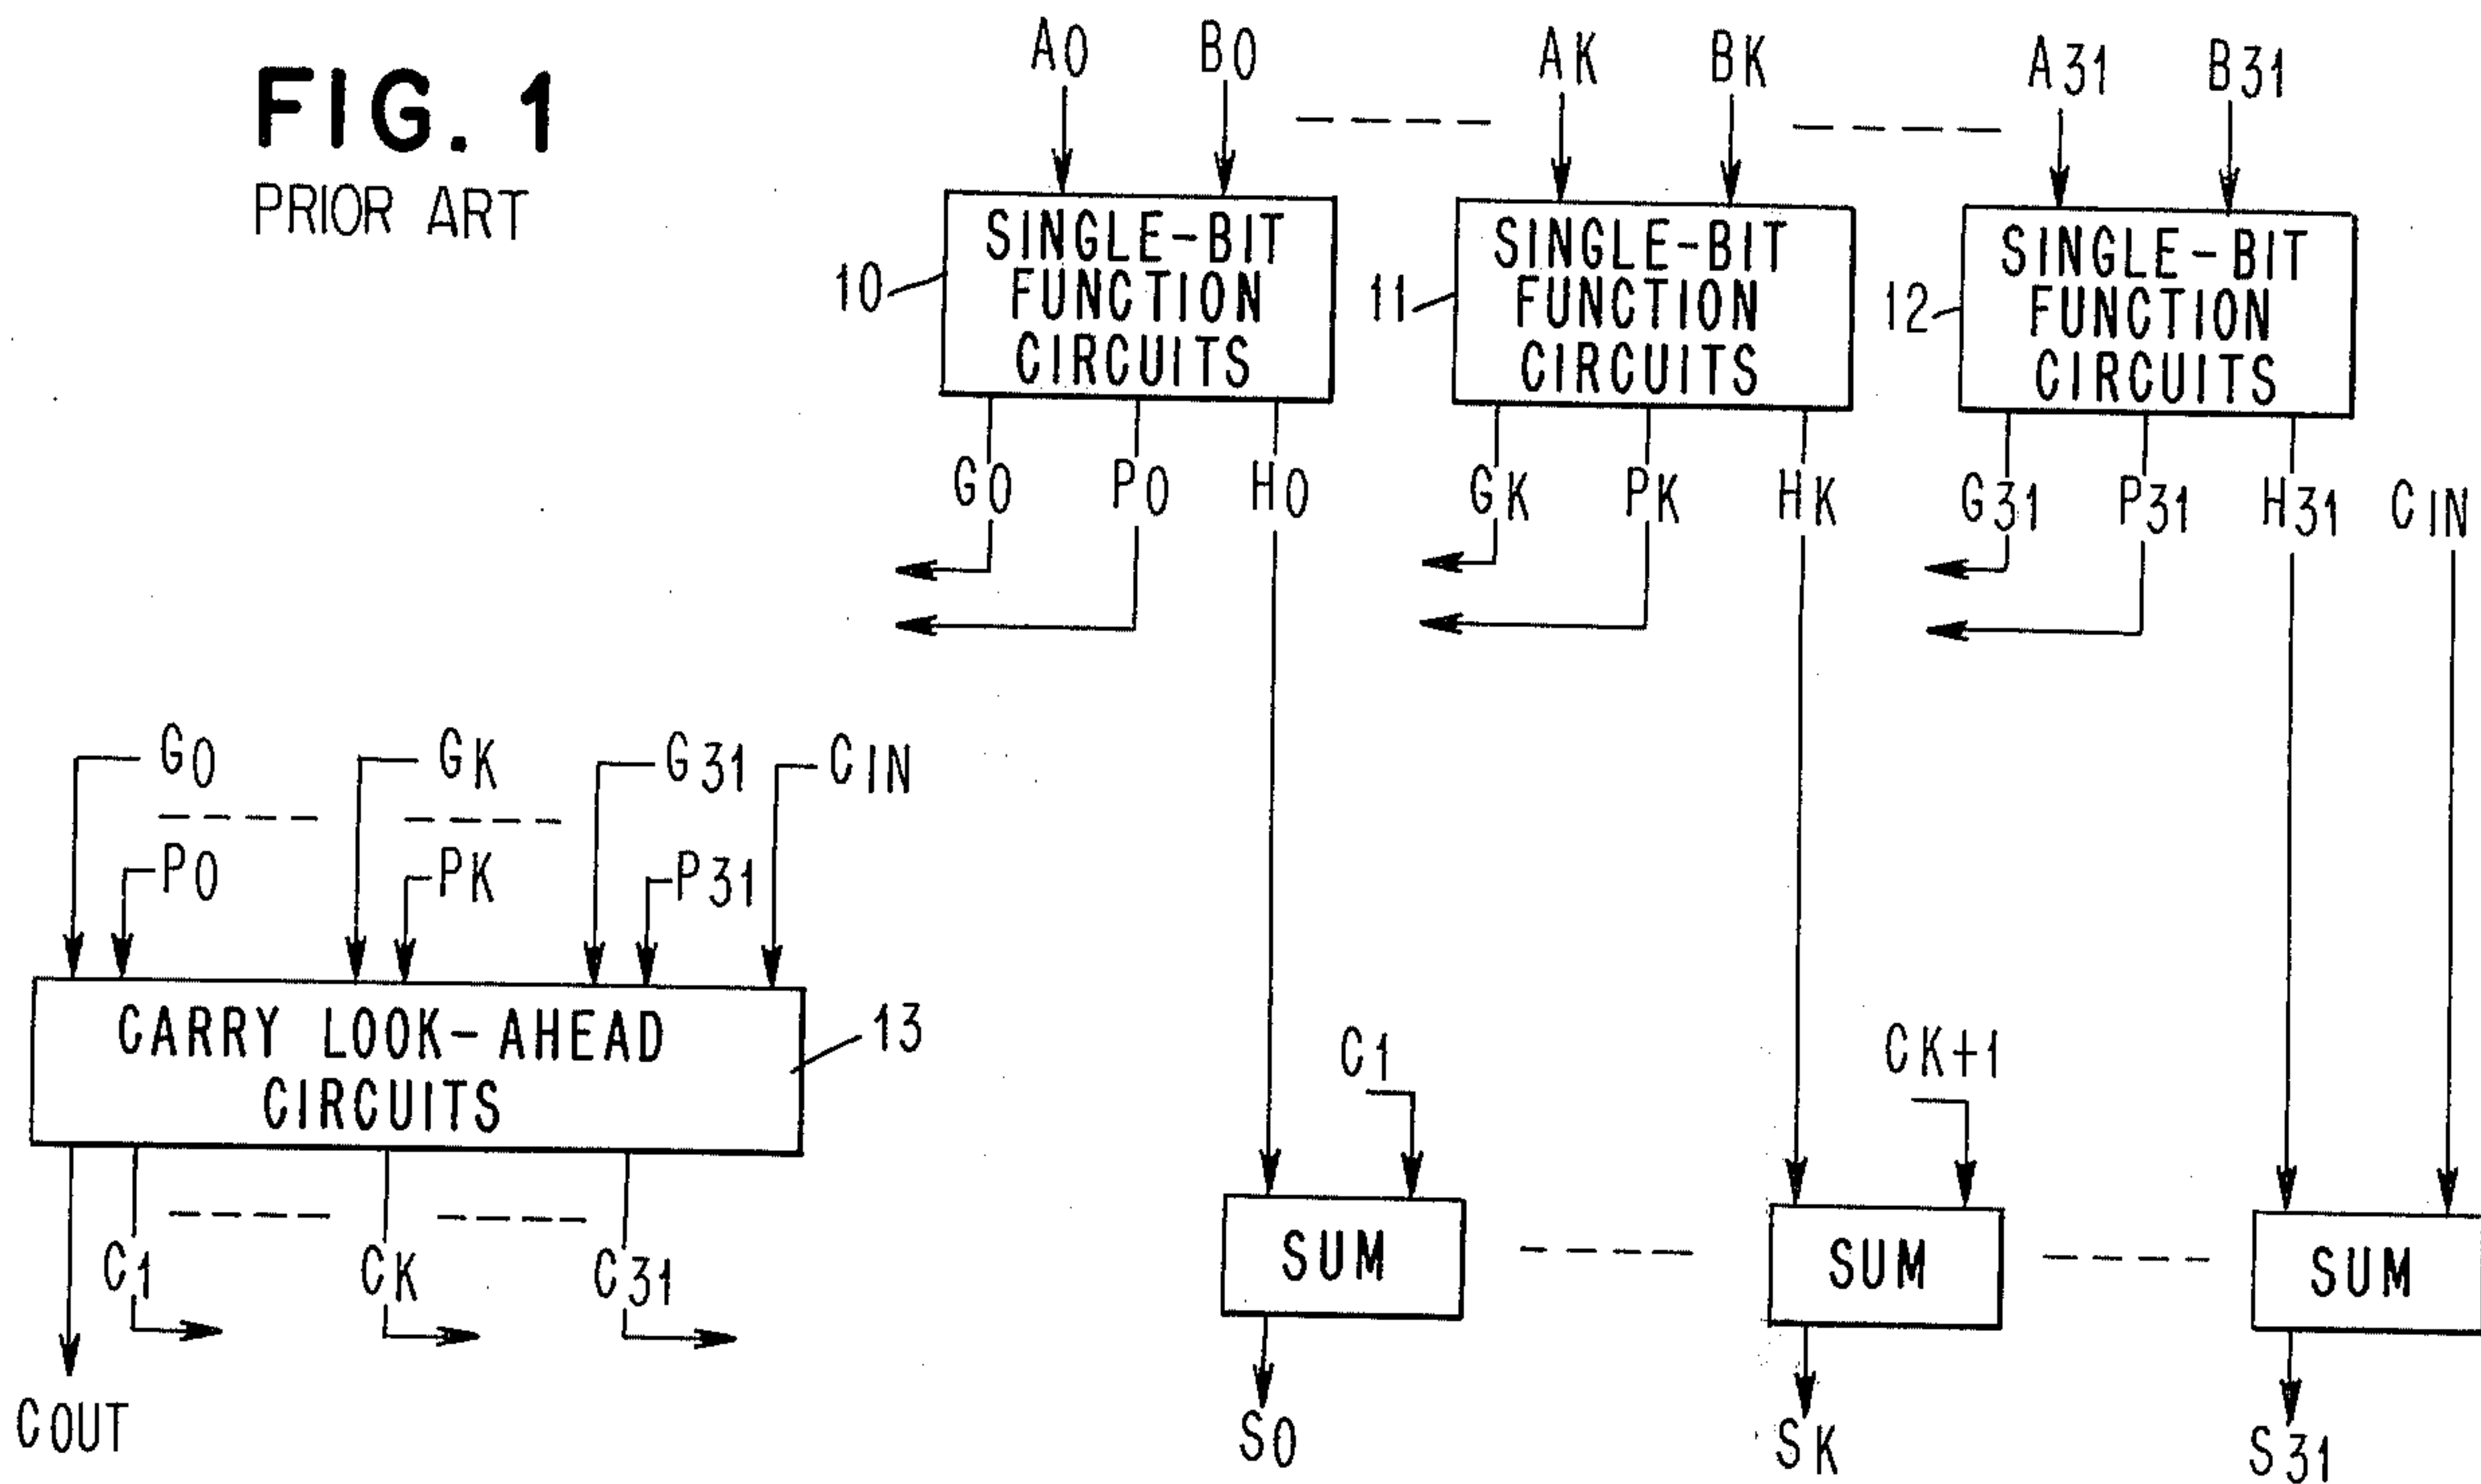 FIG. 1
PRIOR ART
A0 B0 AK BK A31 B31
10 SINGLE-BIT FUNCTION CIRCUITS
11 SINGLE-BIT FUNCTION CIRCUITS
12 SINGLE-BIT FUNCTION CIRCUITS
G0 P0 H0 GK PK HK G31 P31 H31 CIN
G0 GK G31 CIN
P0 PK P31
CARRY LOOK-AHEAD
CIRCUITS
13
C1 CK+1
C1 CK C31
SUM SUM SUM
COUT S0 SK S31